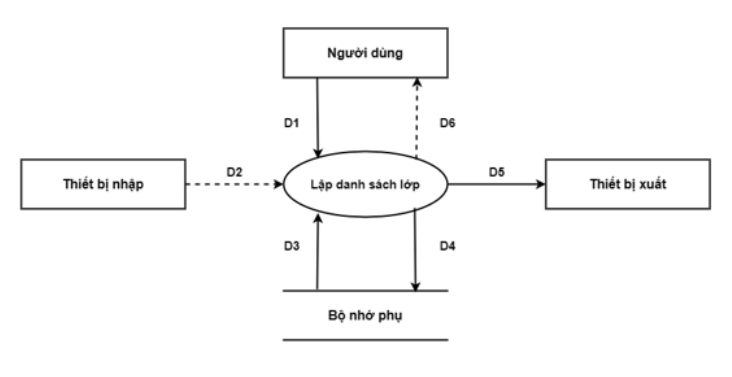 Người dùng
D1
D6
Thiết bị nhập
D2
Lập danh sách lớp
D5
Thiết bị xuất
D3
D4
Bộ nhớ phụ